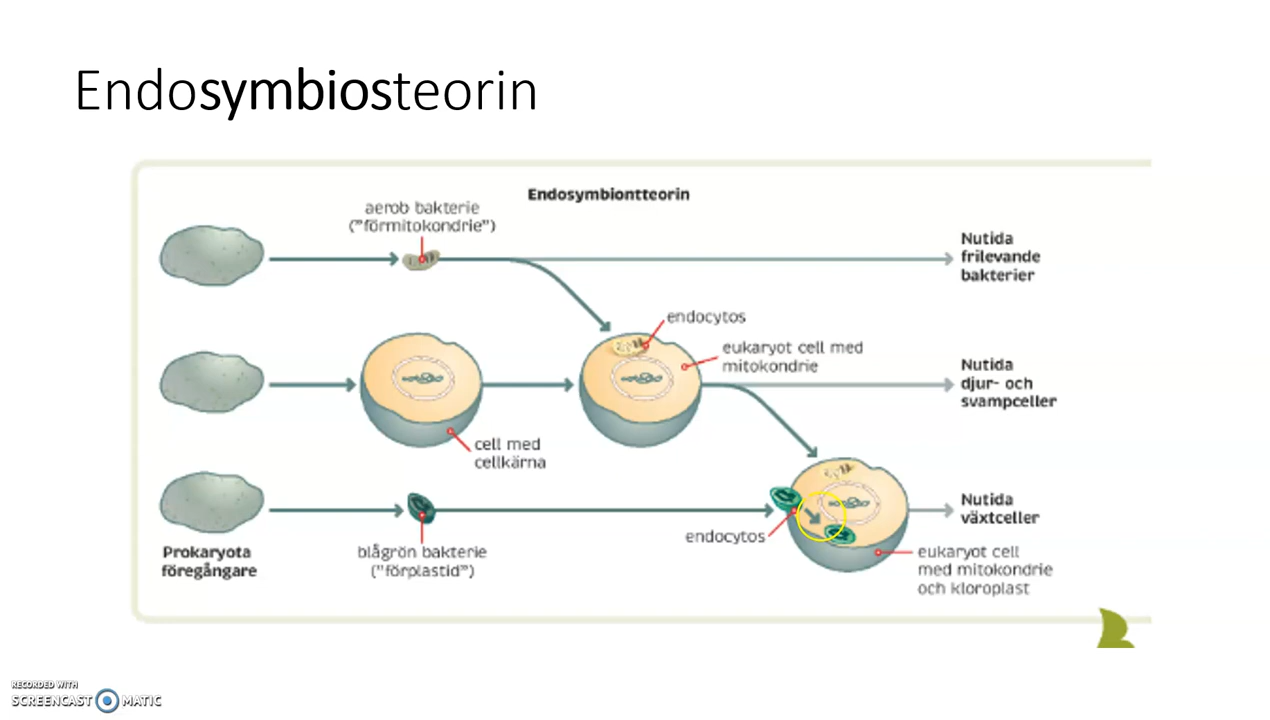 Endosymbiosteorin
Endosymbiontteorin
aerob bakterie
("förmitokondrie")
Nutida
frilevande
bakterier
endocytos
eukaryot cell med
mitokondrie
Nutida
djur- och
svampceller
cell med
cellkärna
Nutida
växtceller
endocytos
Prokaryota
föregångare
blågrön bakterie
("förplastid")
eukaryot cell
med mitokondrie
och kloroplast
RECORDED WITH
SCREENCAST MATIC